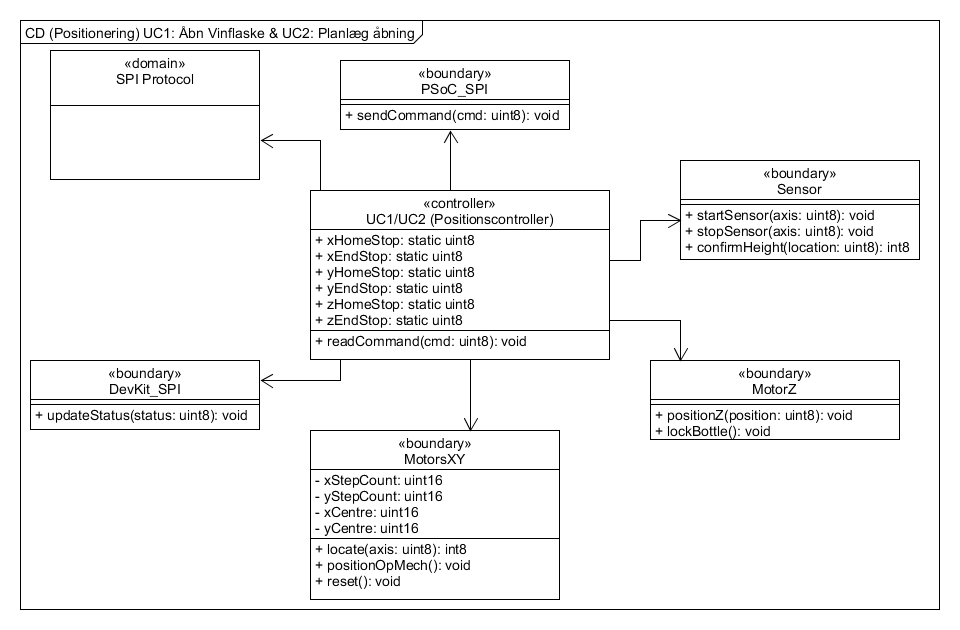 CD (Positionering) UC1: Åbn Vinflaske & UC2: Planlæg åbning
«domain»
SPI Protocol
«boundary»
PSoC_SPI
+ sendCommand(cmd: uint8): void
«boundary»
Sensor
+ startSensor(axis: uint8): void
+ stopSensor(axis: uint8): void
+ confirmHeight(location: uint8): int8
«controller»
UC1/UC2 (Positionscontroller)
+ xHomeStop: static uint8
+ xEndStop: static uint8
+ yHomeStop: static uint8
+ yEndStop: static uint8
+ zHomeStop: static uint8
+ zEndStop: static uint8
+ readCommand(cmd: uint8): void
«boundary»
DevKit_SPI
+ updateStatus(status: uint8): void
«boundary»
MotorZ
+ positionZ(position: uint8): void
+ lockBottle(): void
«boundary»
MotorsXY
- xStepCount: uint16
- yStepCount: uint16
- xCentre: uint16
- yCentre: uint16
+ locate(axis: uint8): int8
+ positionOpMech(): void
+ reset(): void